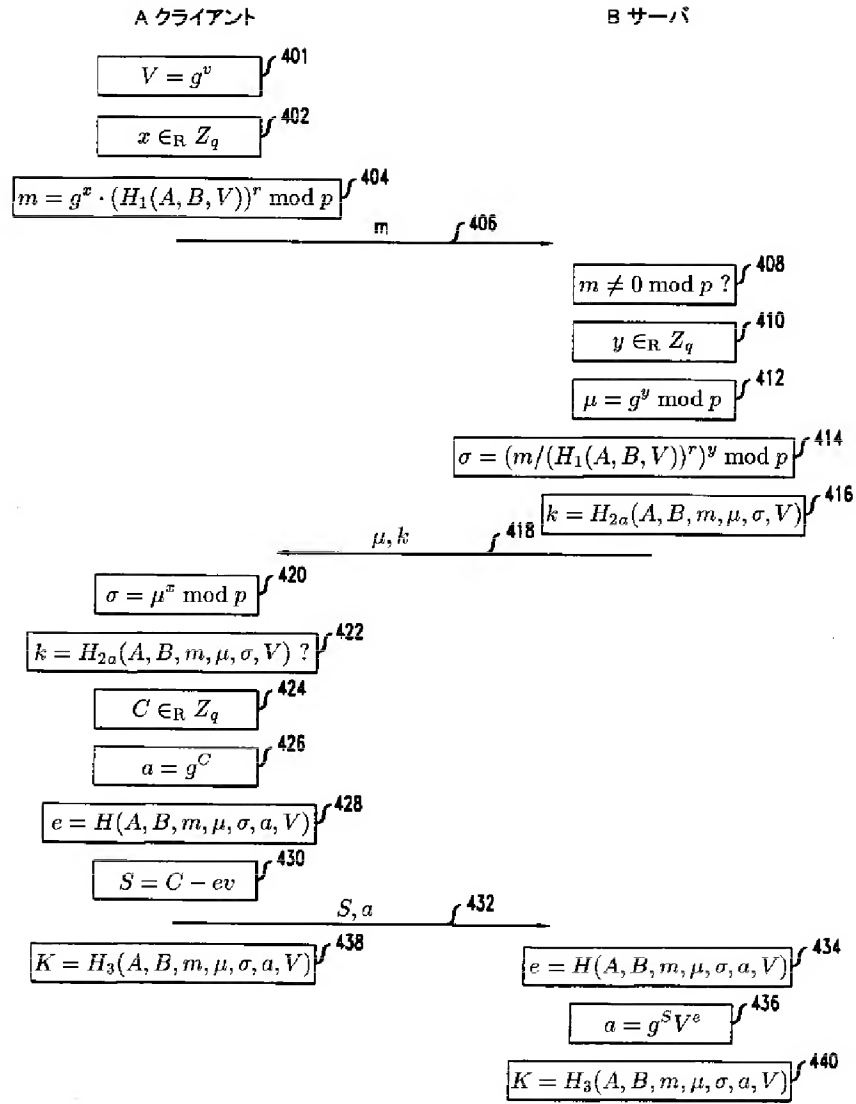 A クライアント B サーバ
V = g^v 401
x ∈_R Z_q 402
m = g^x · (H_1(A, B, V))^r mod p 404
m 406
m ≠ 0 mod p ? 408
y ∈_R Z_q 410
μ = g^y mod p 412
σ = (m/(H_1(A, B, V))^r)^y mod p 414
k = H_{2a}(A, B, m, μ, σ, V) 416
μ, k 418
σ = μ^x mod p 420
k = H_{2a}(A, B, m, μ, σ, V) ? 422
C ∈_R Z_q 424
a = g^C 426
e = H(A, B, m, μ, σ, a, V) 428
S = C − ev 430
S, a 432
K = H_3(A, B, m, μ, σ, a, V) 438
e = H(A, B, m, μ, σ, a, V) 434
a = g^S V^e 436
K = H_3(A, B, m, μ, σ, a, V) 440